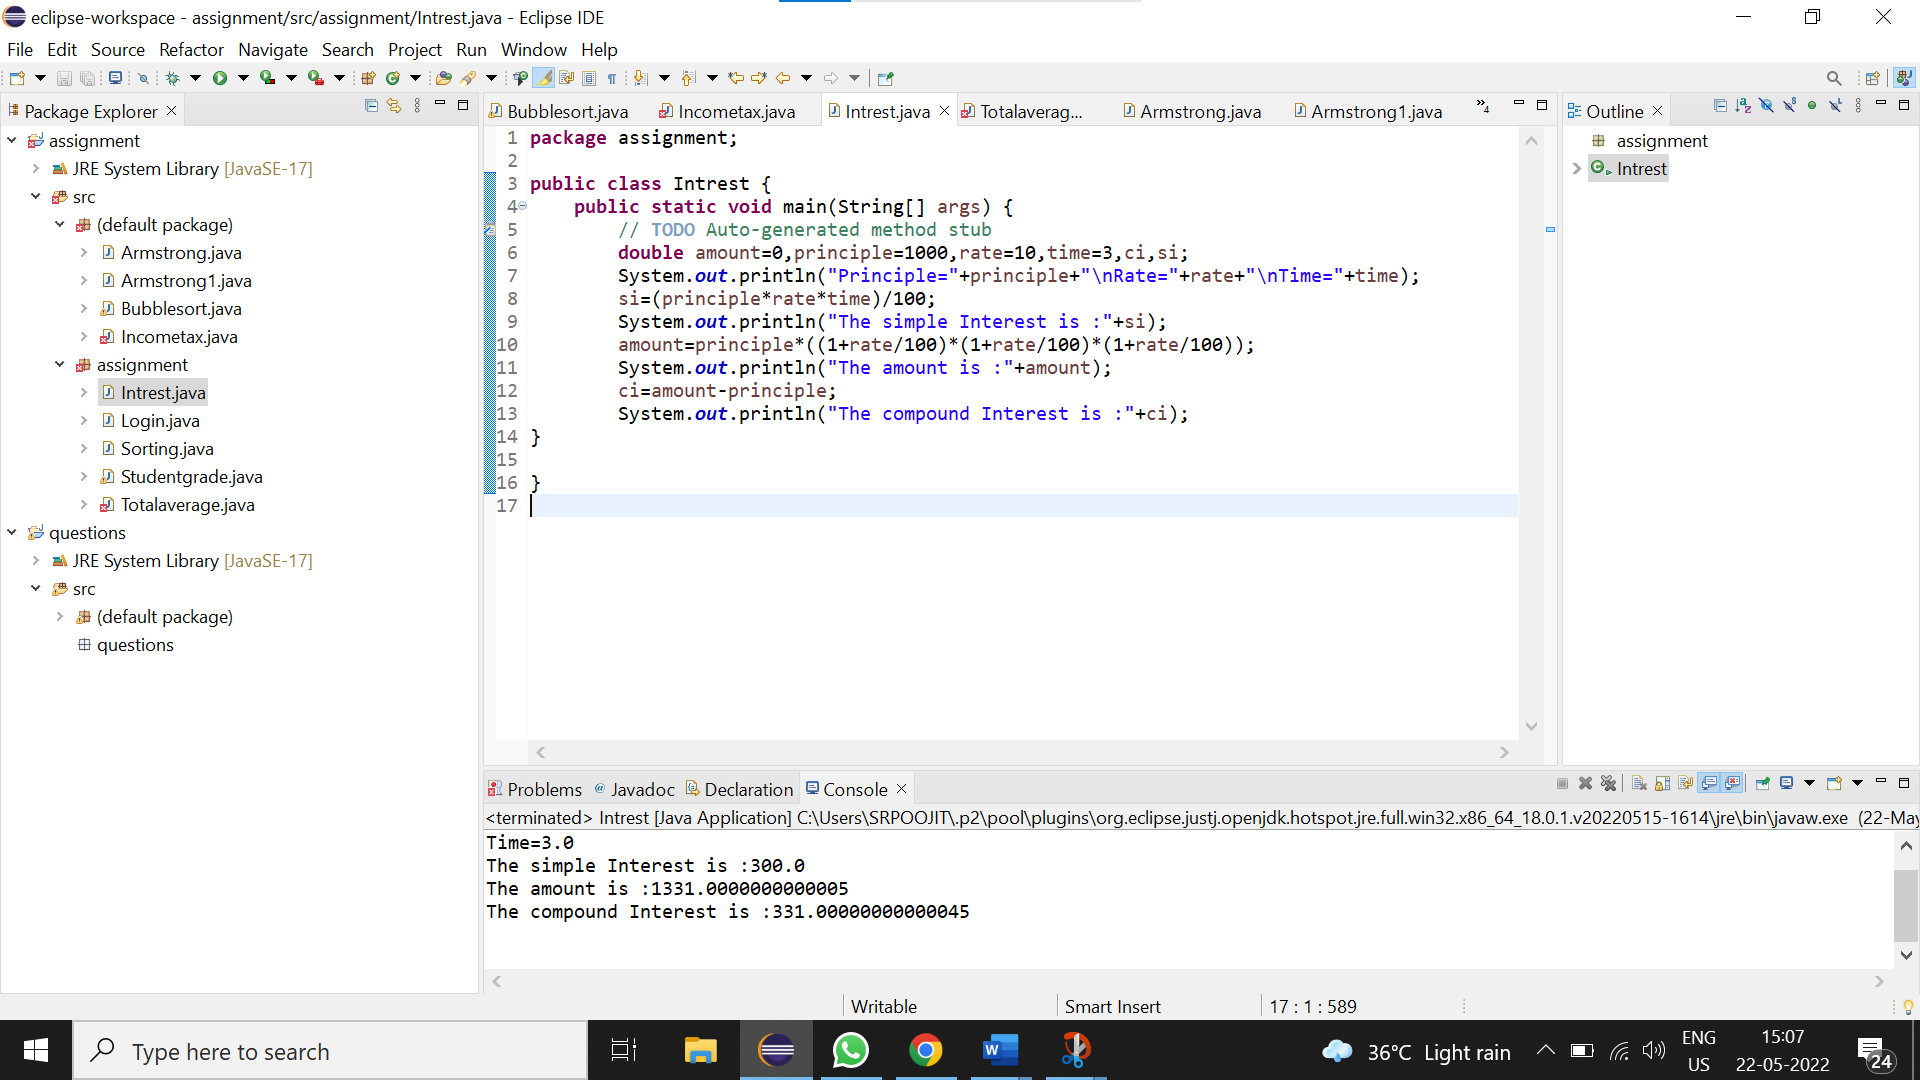 eclipse-workspace - assignment/src/assignment/Intrest.java - Eclipse IDE
File Edit Source Refactor Navigate Search Project Run Window Help
Package Explorer
assignment
JRE System Library [JavaSE-17]
src
(default package)
Armstrong.java
Armstrong1.java
Bubblesort.java
Incometax.java
assignment
Intrest.java
Login.java
Sorting.java
Studentgrade.java
Totalaverage.java
questions
JRE System Library [JavaSE-17]
src
(default package)
questions
Bubblesort.java Incometax.java Intrest.java Totalaverag... Armstrong.java Armstrong1.java »4
1 package assignment;
2
3 public class Intrest {
4 public static void main(String[] args) {
5 // TODO Auto-generated method stub
6 double amount=0,principle=1000,rate=10,time=3,ci,si;
7 System.out.println("Principle="+principle+"\nRate="+rate+"\nTime="+time);
8 si=(principle*rate*time)/100;
9 System.out.println("The simple Interest is :"+si);
10 amount=principle*((1+rate/100)*(1+rate/100)*(1+rate/100));
11 System.out.println("The amount is :"+amount);
12 ci=amount-principle;
13 System.out.println("The compound Interest is :"+ci);
14 }
15
16 }
17
Outline
assignment
Intrest
Problems Javadoc Declaration Console
<terminated> Intrest [Java Application] C:\Users\SRPOOJIT\.p2\pool\plugins\org.eclipse.justj.openjdk.hotspot.jre.full.win32.x86_64_18.0.1.v20220515-1614\jre\bin\javaw.exe (22-May
Time=3.0
The simple Interest is :300.0
The amount is :1331.0000000000005
The compound Interest is :331.00000000000045
Writable Smart Insert 17 : 1 : 589
Type here to search
36°C Light rain
ENG
US
15:07
22-05-2022
24